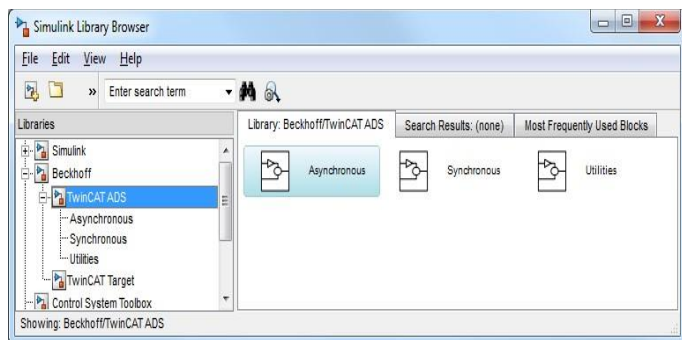 Simulink Library Browser
File Edit View Help
» Enter search term
Libraries
Library: Beckhoff/TwinCAT ADS Search Results: (none) Most Frequently Used Blocks
Simulink
Beckhoff
TwinCAT ADS
Asynchronous
Synchronous
Utilities
TwinCAT Target
Control System Toolbox
Asynchronous Synchronous Utilities
Showing: Beckhoff/TwinCAT ADS